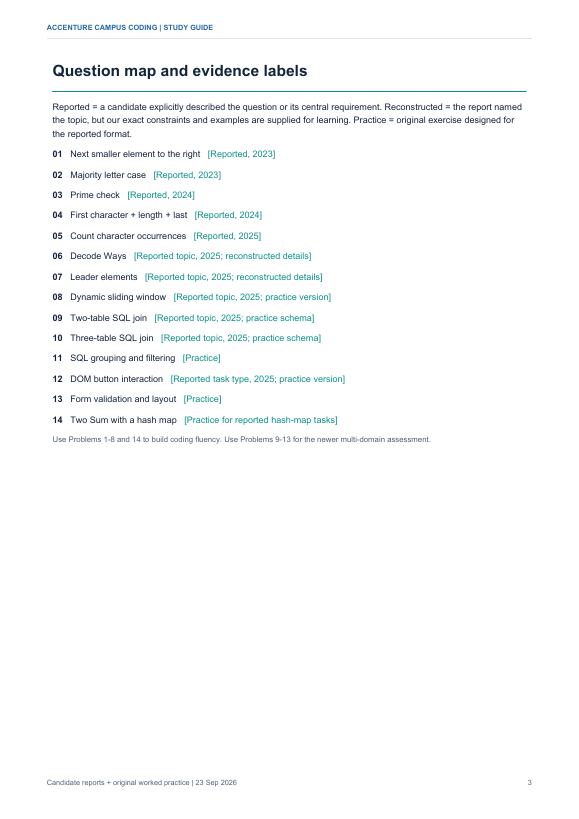 ACCENTURE CAMPUS CODING | STUDY GUIDE
Question map and evidence labels
Reported = a candidate explicitly described the question or its central requirement. Reconstructed = the report named
the topic, but our exact constraints and examples are supplied for learning. Practice = original exercise designed for
the reported format.
01 Next smaller element to the right [Reported, 2023]
02 Majority letter case [Reported, 2023]
03 Prime check [Reported, 2024]
04 First character + length + last [Reported, 2024]
05 Count character occurrences [Reported, 2025]
06 Decode Ways [Reported topic, 2025; reconstructed details]
07 Leader elements [Reported topic, 2025; reconstructed details]
08 Dynamic sliding window [Reported topic, 2025; practice version]
09 Two-table SQL join [Reported topic, 2025; practice schema]
10 Three-table SQL join [Reported topic, 2025; practice schema]
11 SQL grouping and filtering [Practice]
12 DOM button interaction [Reported task type, 2025; practice version]
13 Form validation and layout [Practice]
14 Two Sum with a hash map [Practice for reported hash-map tasks]
Use Problems 1-8 and 14 to build coding fluency. Use Problems 9-13 for the newer multi-domain assessment.
Candidate reports + original worked practice | 23 Sep 2026
3